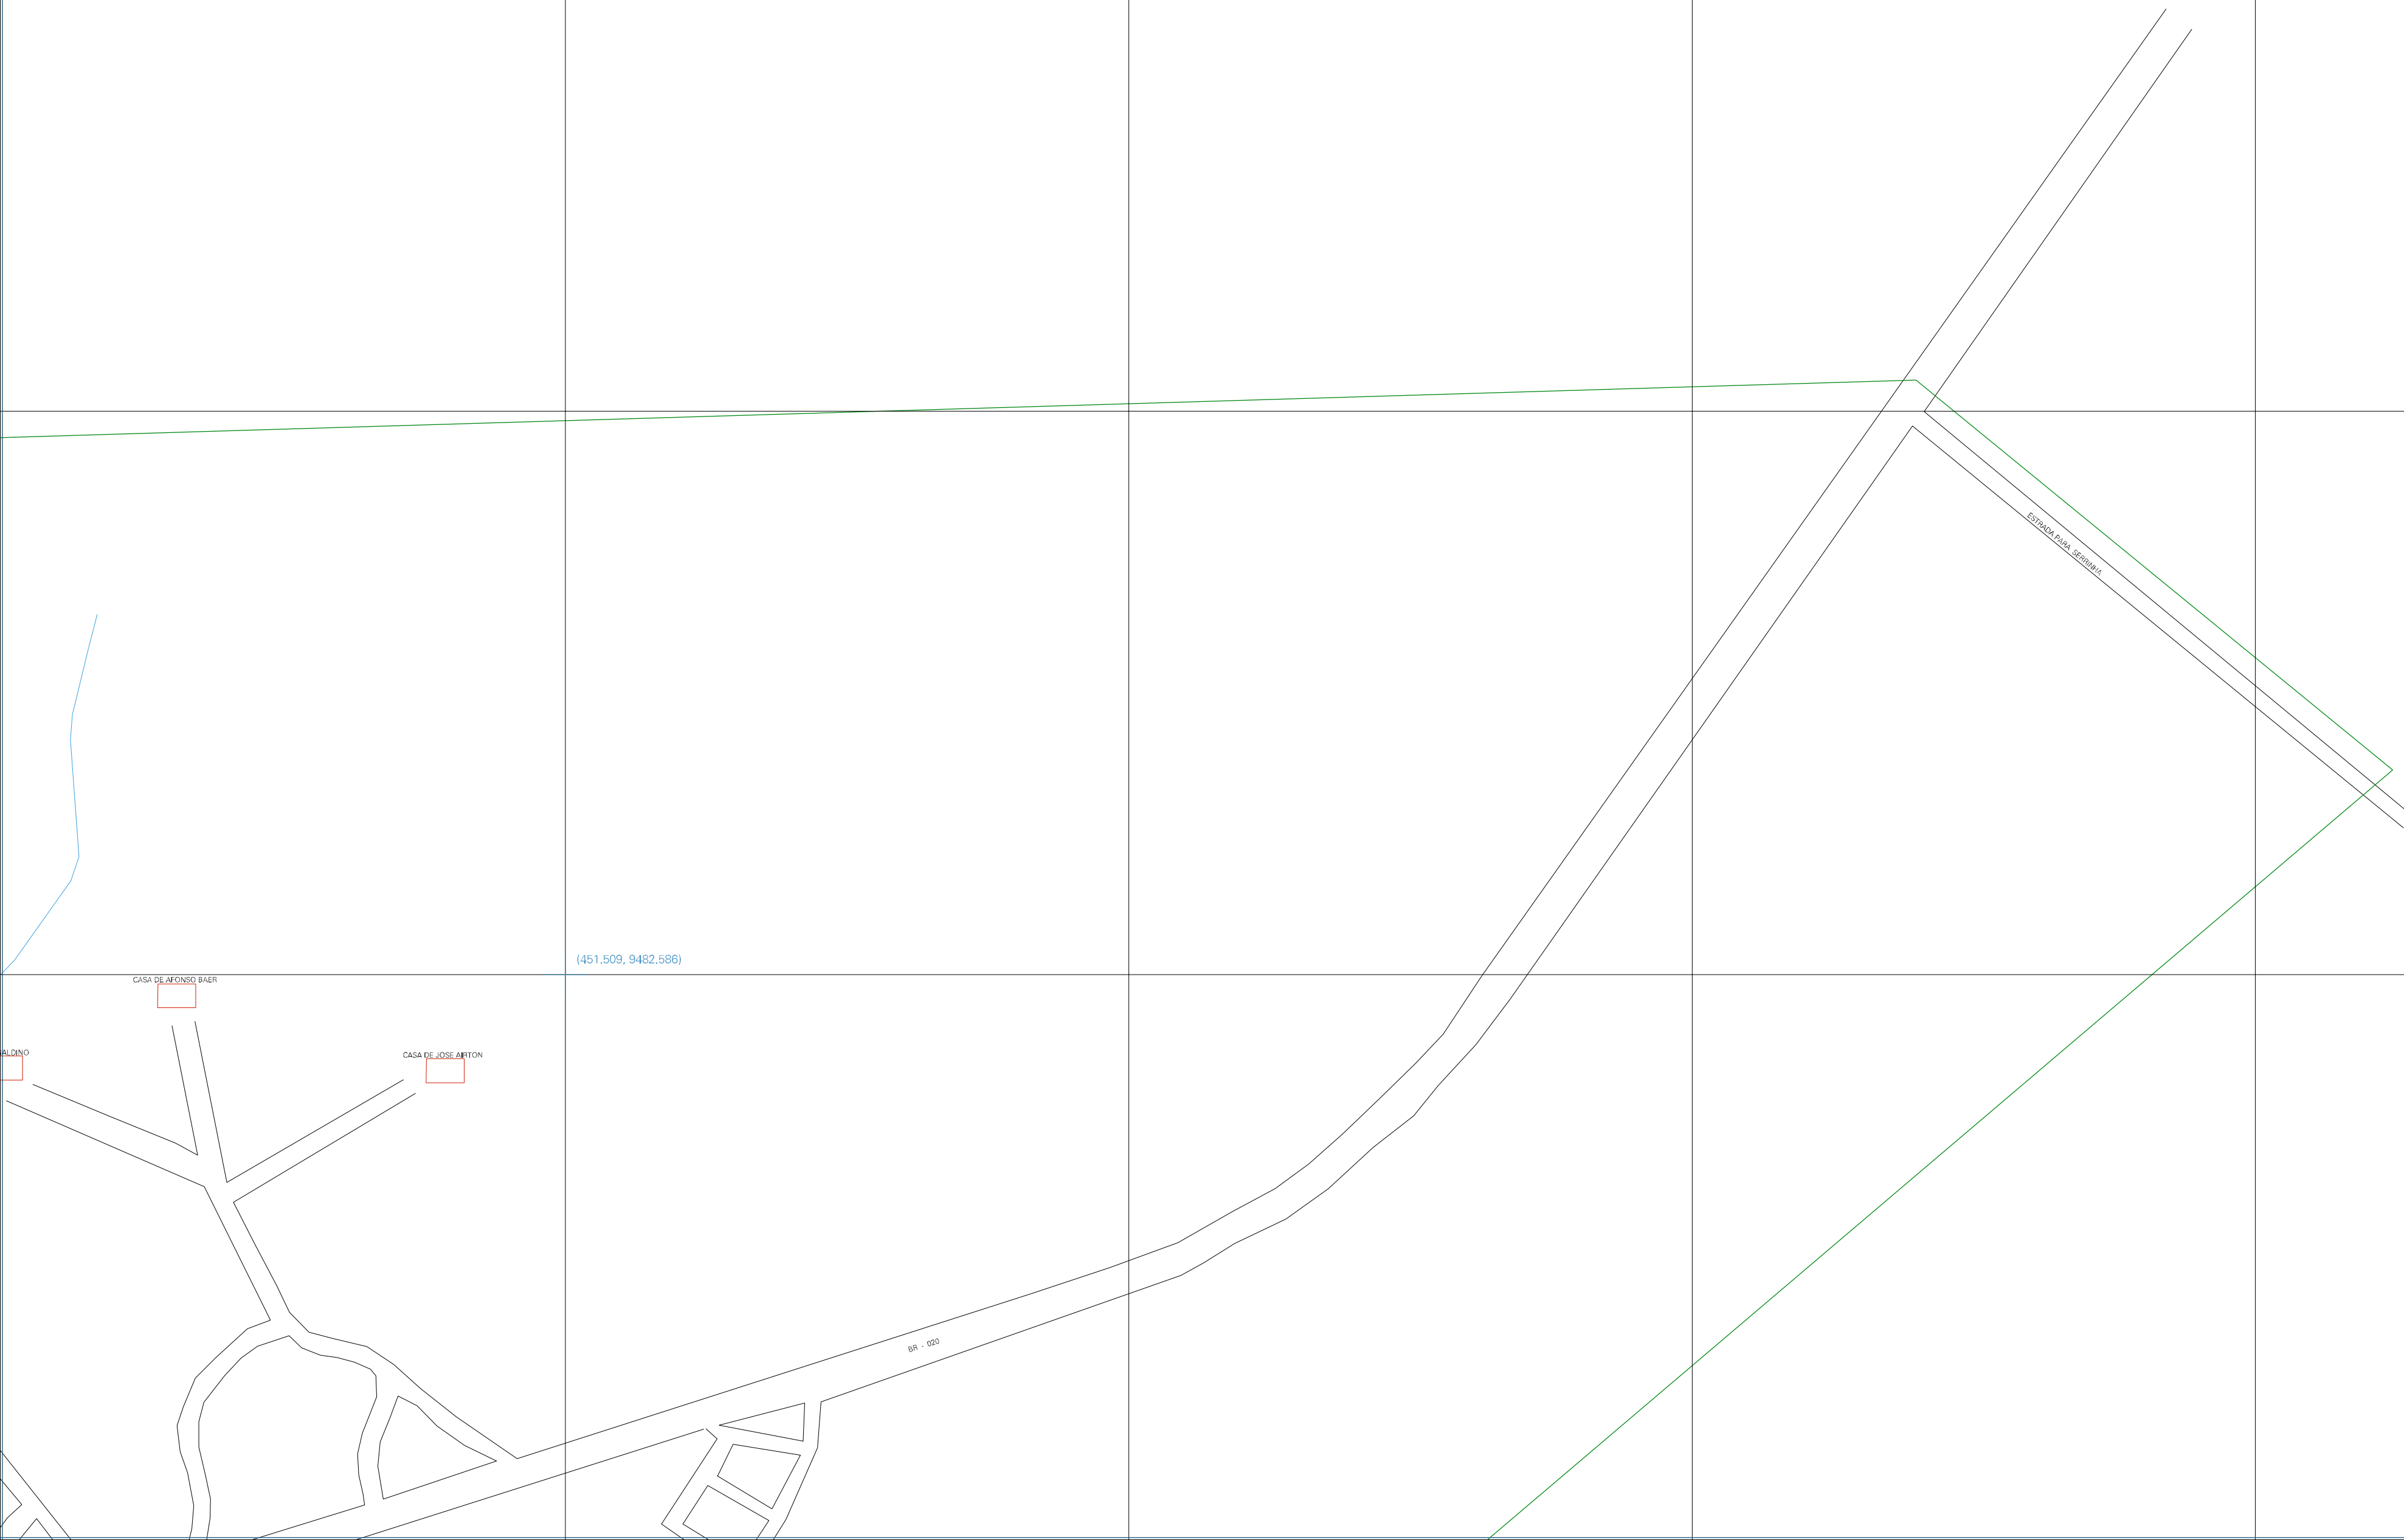 ESTRADA PARA SERRINHA
(451.509, 9482.586)
CASA DE AFONSO BAER
ALDINO
CASA DE JOSE AIRTON
BR - 020